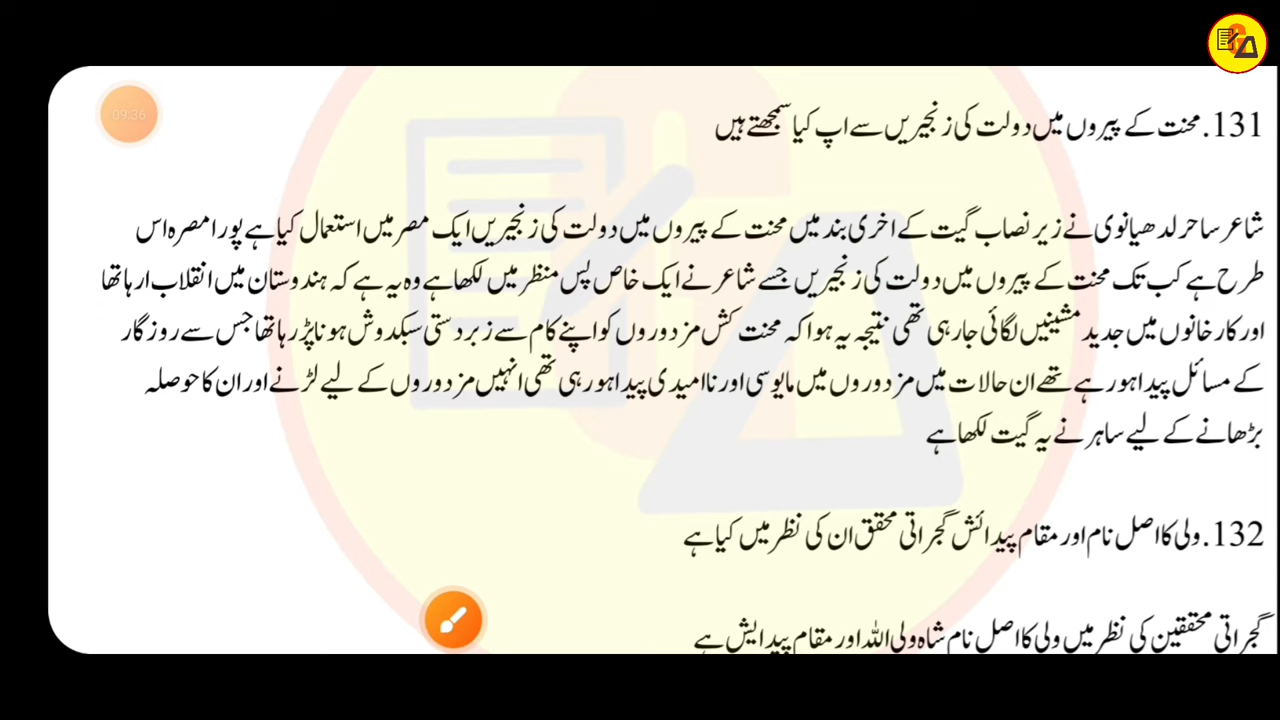 09:36
131. محنت کے پیروں میں دولت کی زنجیریں سے اپ کیا سمجھتے ہیں
شاعر ساحر لدھیانوی نے زیر نصاب گیت کے اخری بند میں محنت کے پیروں میں دولت کی زنجیریں ایک مصر میں استعمال کیا ہے پورا مصرہ اس
طرح ہے کب تک محنت کے پیروں میں دولت کی زنجیریں جسے شاعر نے ایک خاص پس منظر میں لکھا ہے وہ یہ ہے کہ ہندوستان میں انقلاب ارہا تھا
اور کارخانوں میں جدید مشینیں لگائی جا رہی تھی نتیجہ یہ ہوا کہ محنت کش مزدوروں کو اپنے کام سے زبردستی سبکدوش ہونا پڑ رہا تھا جس سے روزگار
کے مسائل پیدا ہو رہے تھے ان حالات میں مزدوروں میں مایوسی اور ناامیدی پیدا ہو رہی تھی انہیں مزدوروں کے لیے لڑنے اور ان کا حوصلہ
بڑھانے کے لیے ساہر نے یہ گیت لکھا ہے
132. ولی کا اصل نام اور مقام پیدائش گجراتی محقق ان کی نظر میں کیا ہے
گجراتی محققین کی نظر میں ولی کا اصل نام شاہ ولی اللہ اور مقام پیدایش ہے